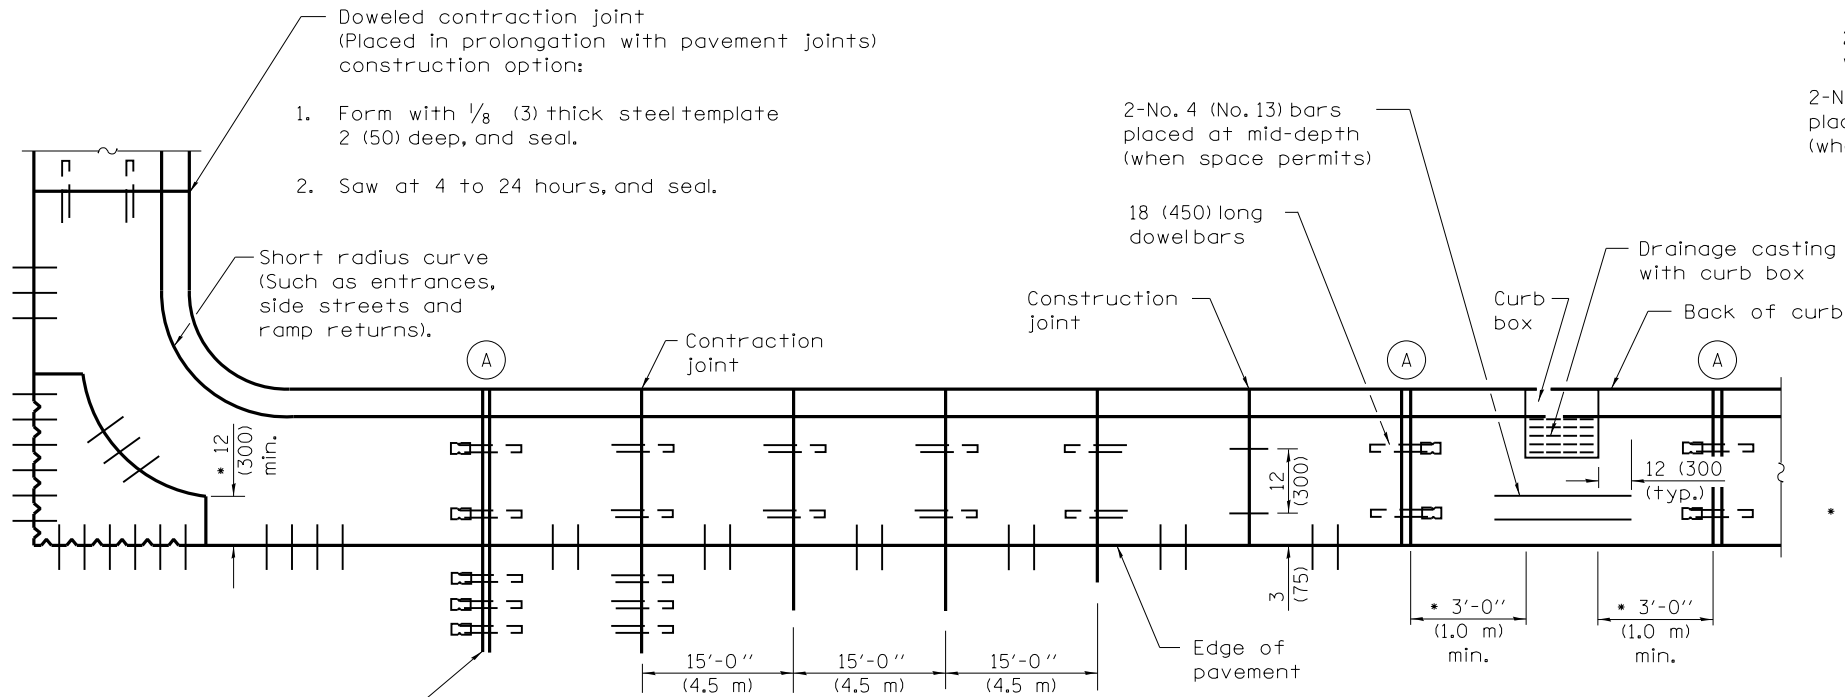 Doweled contraction joint
(Placed in prolongation with pavement joints)
construction option:
1. Form with 1/8 (3) thick steel template
2 (50) deep, and seal.
2. Saw at 4 to 24 hours, and seal.
2-No. 4 (No. 13) bars
placed at mid-depth
(when space permits)
2-N
plac
(whe
18 (450) long
dowel bars
Short radius curve
(Such as entrances,
side streets and
ramp returns).
Drainage casting
with curb box
Construction
joint
Curb
box
Back of curb
Contraction
joint
A
A
A
* 12
(300)
min.
12
(300)
12 (300
(typ.)
*
3
(75)
* 3'-0"
(1.0 m)
min.
* 3'-0"
(1.0 m)
min.
Edge of
pavement
15'-0"
(4.5 m)
15'-0"
(4.5 m)
15'-0"
(4.5 m)